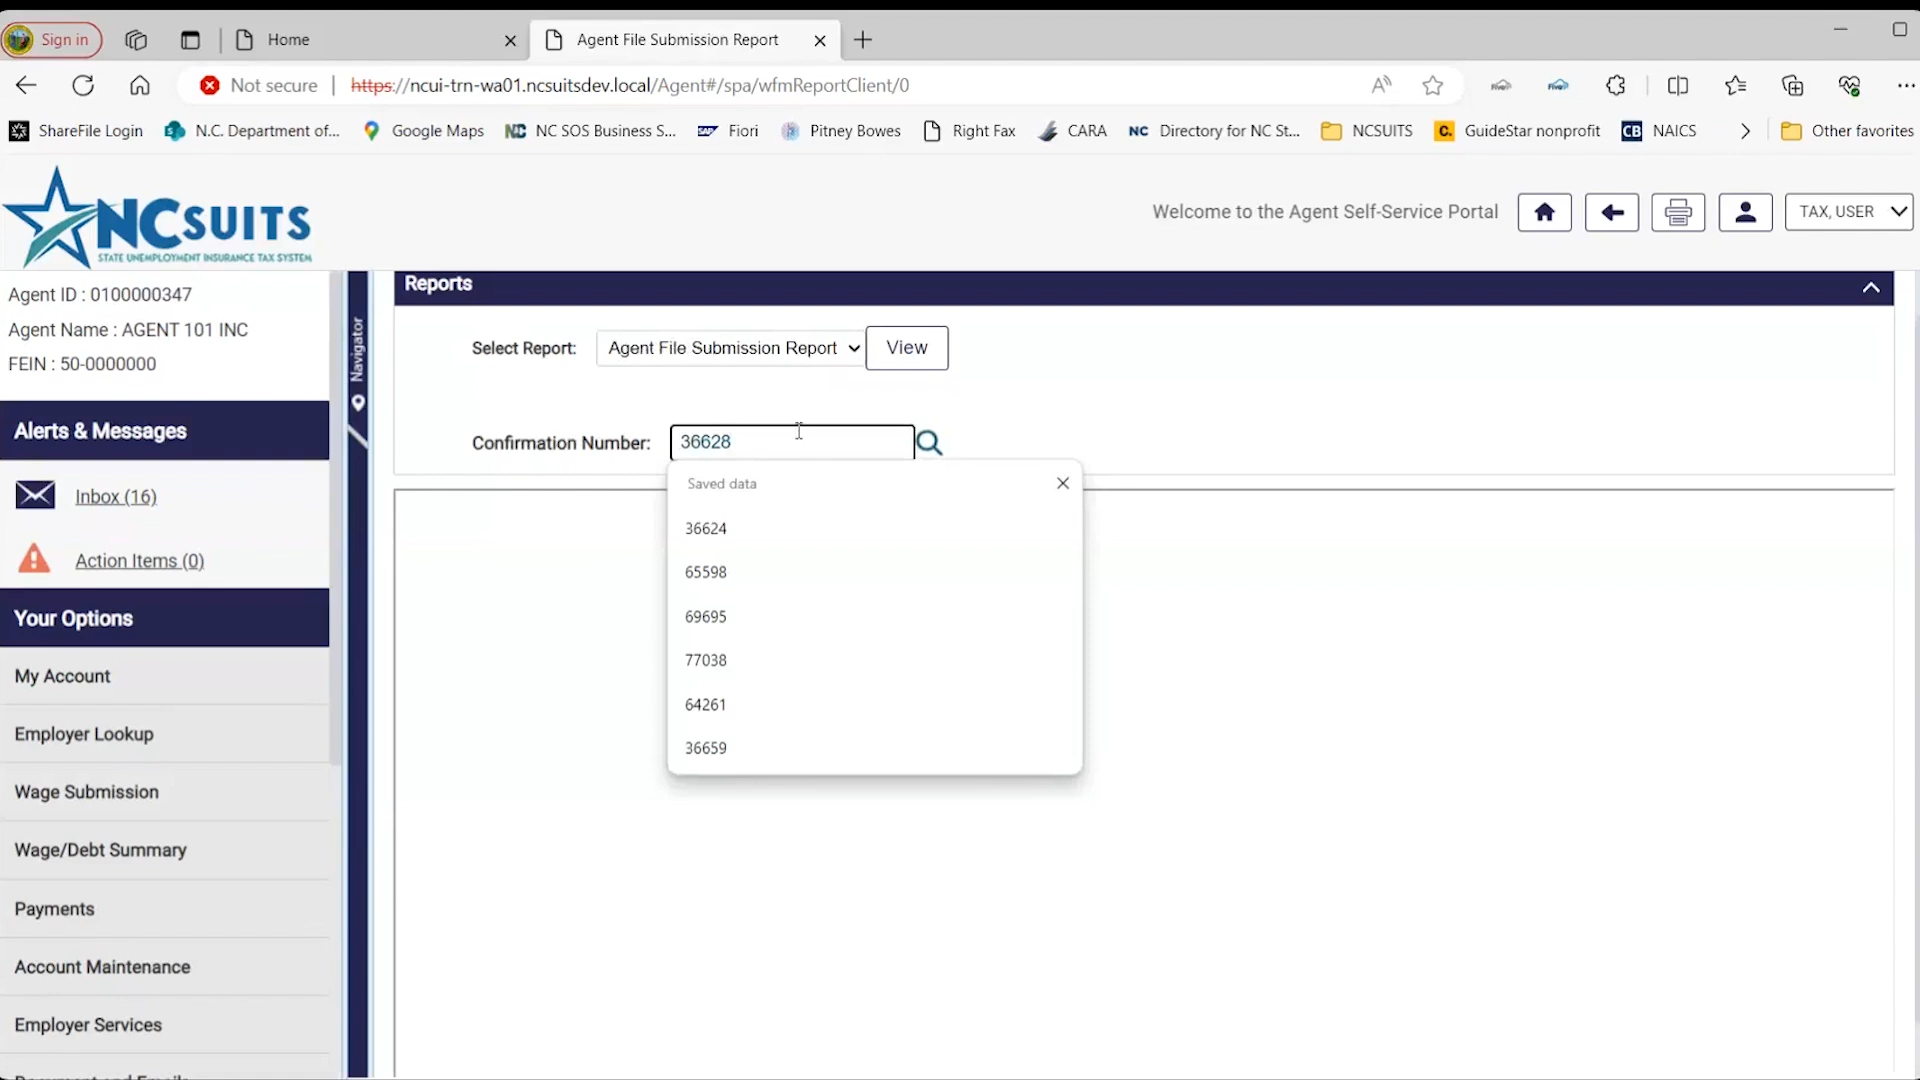 Sign in
Home
Agent File Submission Report
Not secure
https://ncui-trn-wa01.ncsuitsdev.local/Agent#/spa/wfmReportClient/0
ShareFile Login
N.C. Department of...
Google Maps
NC SOS Business S...
Fiori
Pitney Bowes
Right Fax
CARA
NC
Directory for NC St...
NCSUITS
GuideStar nonprofit
CB
NAICS
Other favorites
NCSUITS
STATE UNEMPLOYMENT INSURANCE TAX SYSTEM
Welcome to the Agent Self-Service Portal
TAX, USER
Agent ID : 0100000347
Agent Name : AGENT 101 INC
FEIN : 50-0000000
Alerts & Messages
Inbox (16)
Action Items (0)
Your Options
My Account
Employer Lookup
Wage Submission
Wage/Debt Summary
Payments
Account Maintenance
Employer Services
Navigator
Reports
Select Report:
Agent File Submission Report
View
Confirmation Number:
36628
Saved data
36624
65598
69695
77038
64261
36659